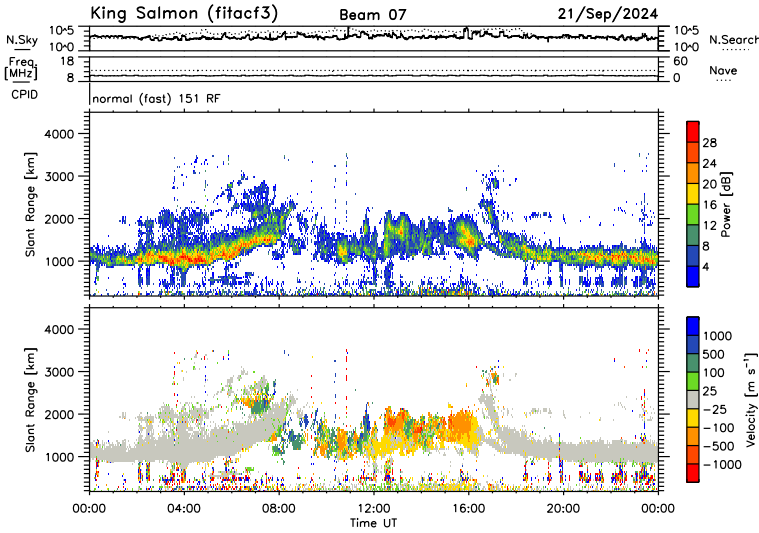 King Salmon (fitacf3) Beam 07 21/Sep/2024
N.Sky 10^5 10^0 10^5 10^0 N.Search
Freq. [MHz] 18 8 60 0 Nave
CPID normal (fast) 151 RF
Slant Range [km] 4000 3000 2000 1000
Power [dB] 28 24 20 16 12 8 4
Slant Range [km] 4000 3000 2000 1000
Velocity [m s⁻¹] 1000 500 100 25 −25 −100 −500 −1000
00:00 04:00 08:00 12:00 16:00 20:00 00:00
Time UT